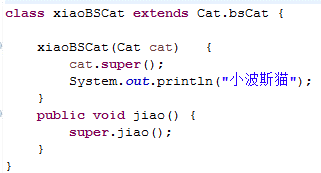 class xiaoBSCat extends Cat.bsCat {
xiaoBSCat(Cat cat) {
cat.super();
System.out.println("小波斯猫");
}
public void jiao() {
super.jiao();
}
}